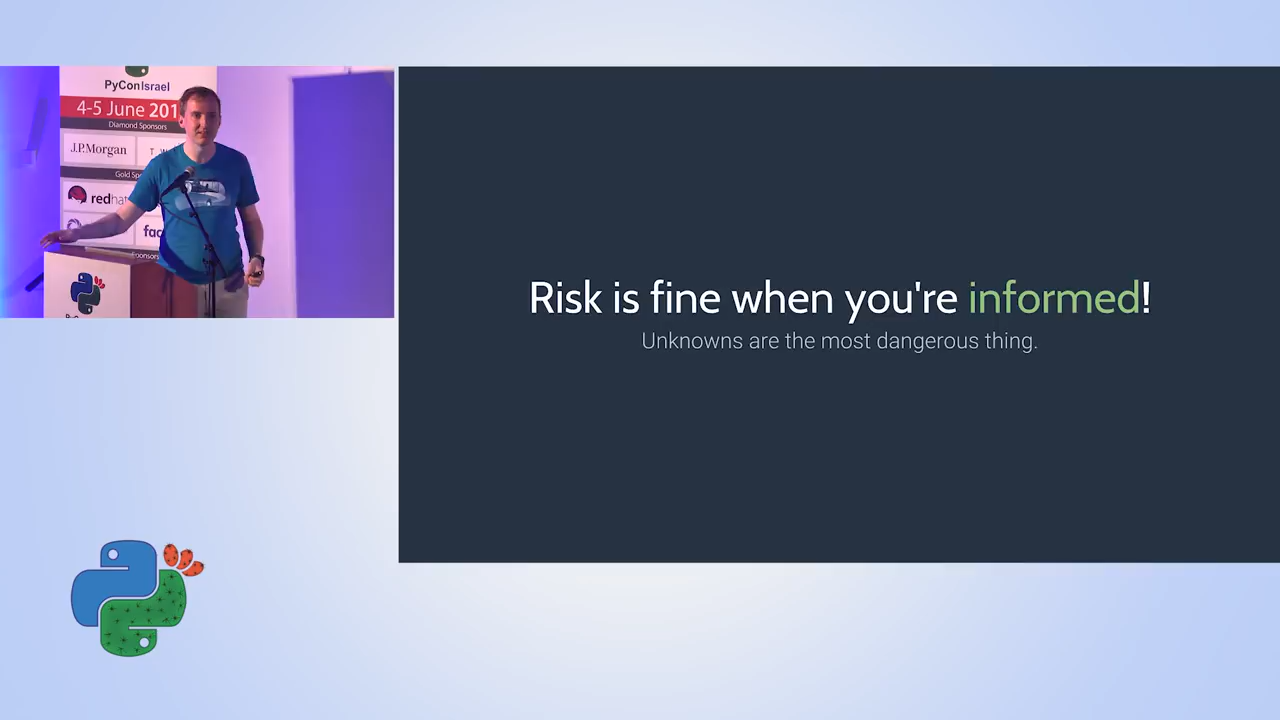 PyConIsrael
4-5 June 201
Diamond Sponsors
J.P.Morgan
Gold
redhat
Sponsors
Risk is fine when you're informed!
Unknowns are the most dangerous thing.